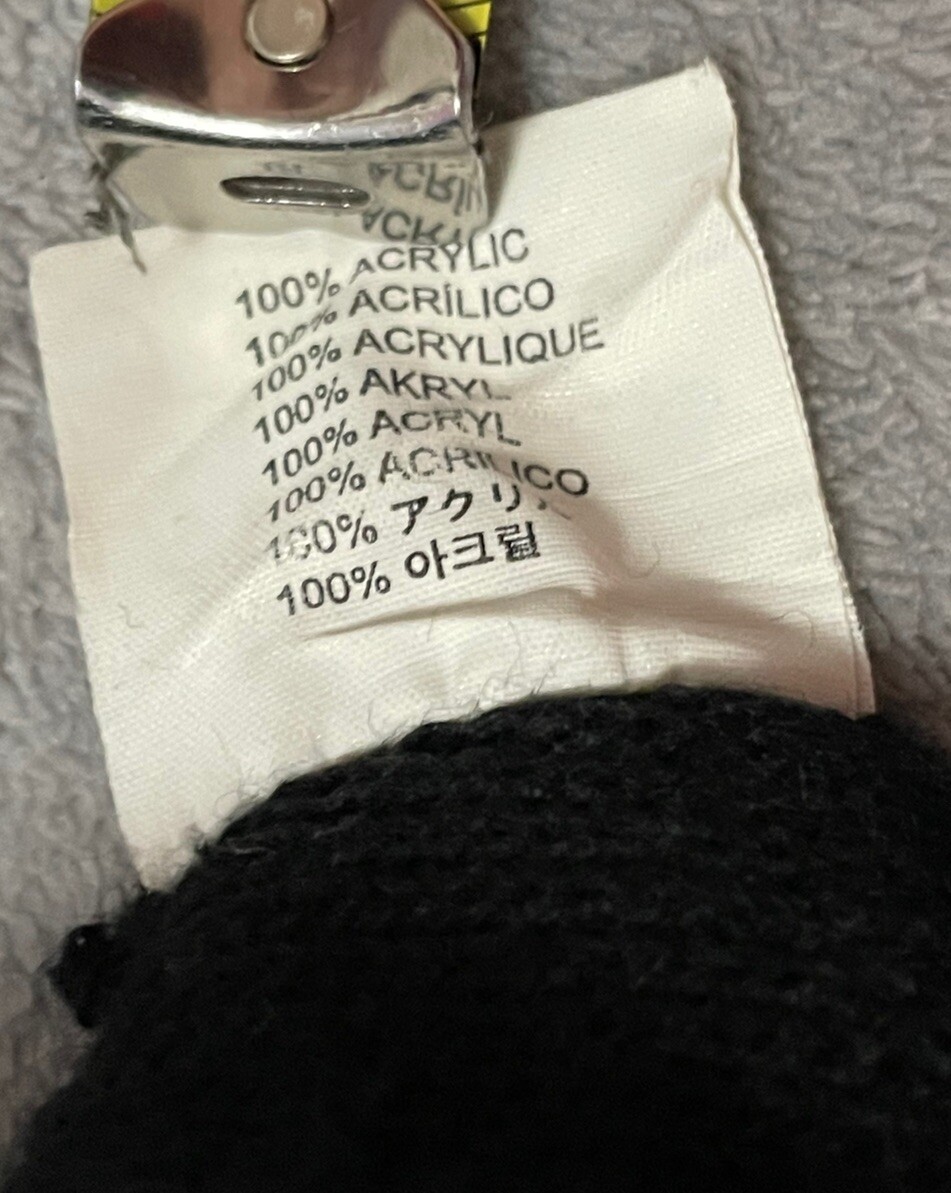 100% ACRYLIC
100% ACRÍLICO
100% ACRYLIQUE
100% AKRYL
100% ACRYL
100% ACRILICO
100% アクリ
100% 아크릴